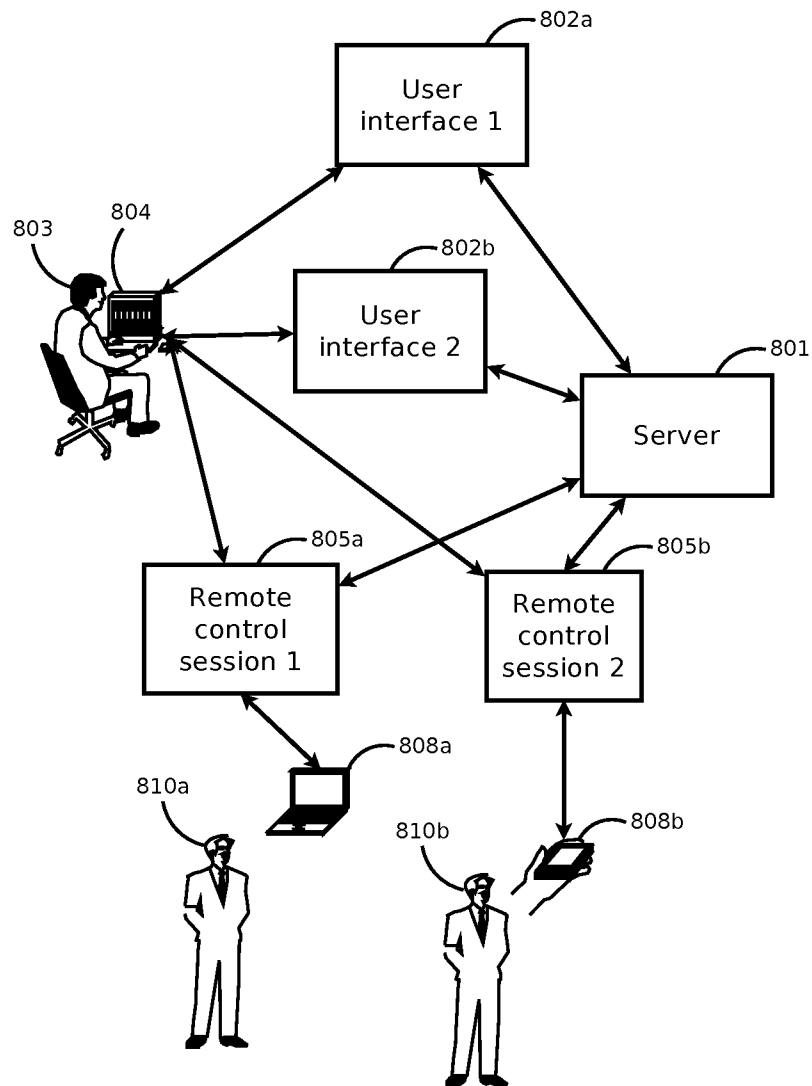 802a
User
interface 1
803
804
802b
User
interface 2
801
Server
805a
805b
Remote
control
session 1
Remote
control
session 2
808a
810a
810b
808b